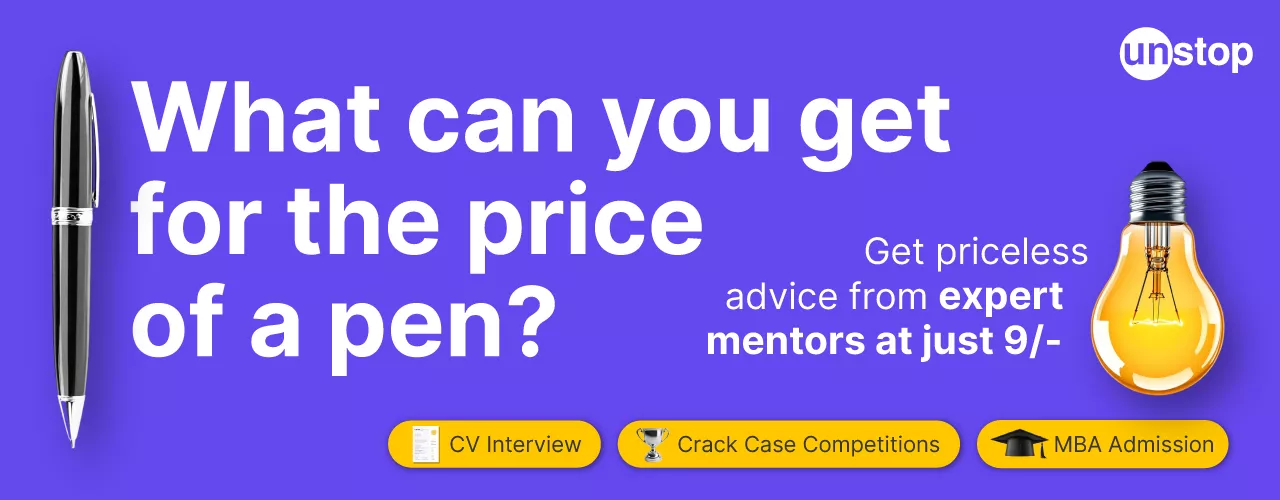 unstop
What can you get
for the price
of a pen?
Get priceless
advice from expert
mentors at just 9/-
CV Interview
Crack Case Competitions
MBA Admission